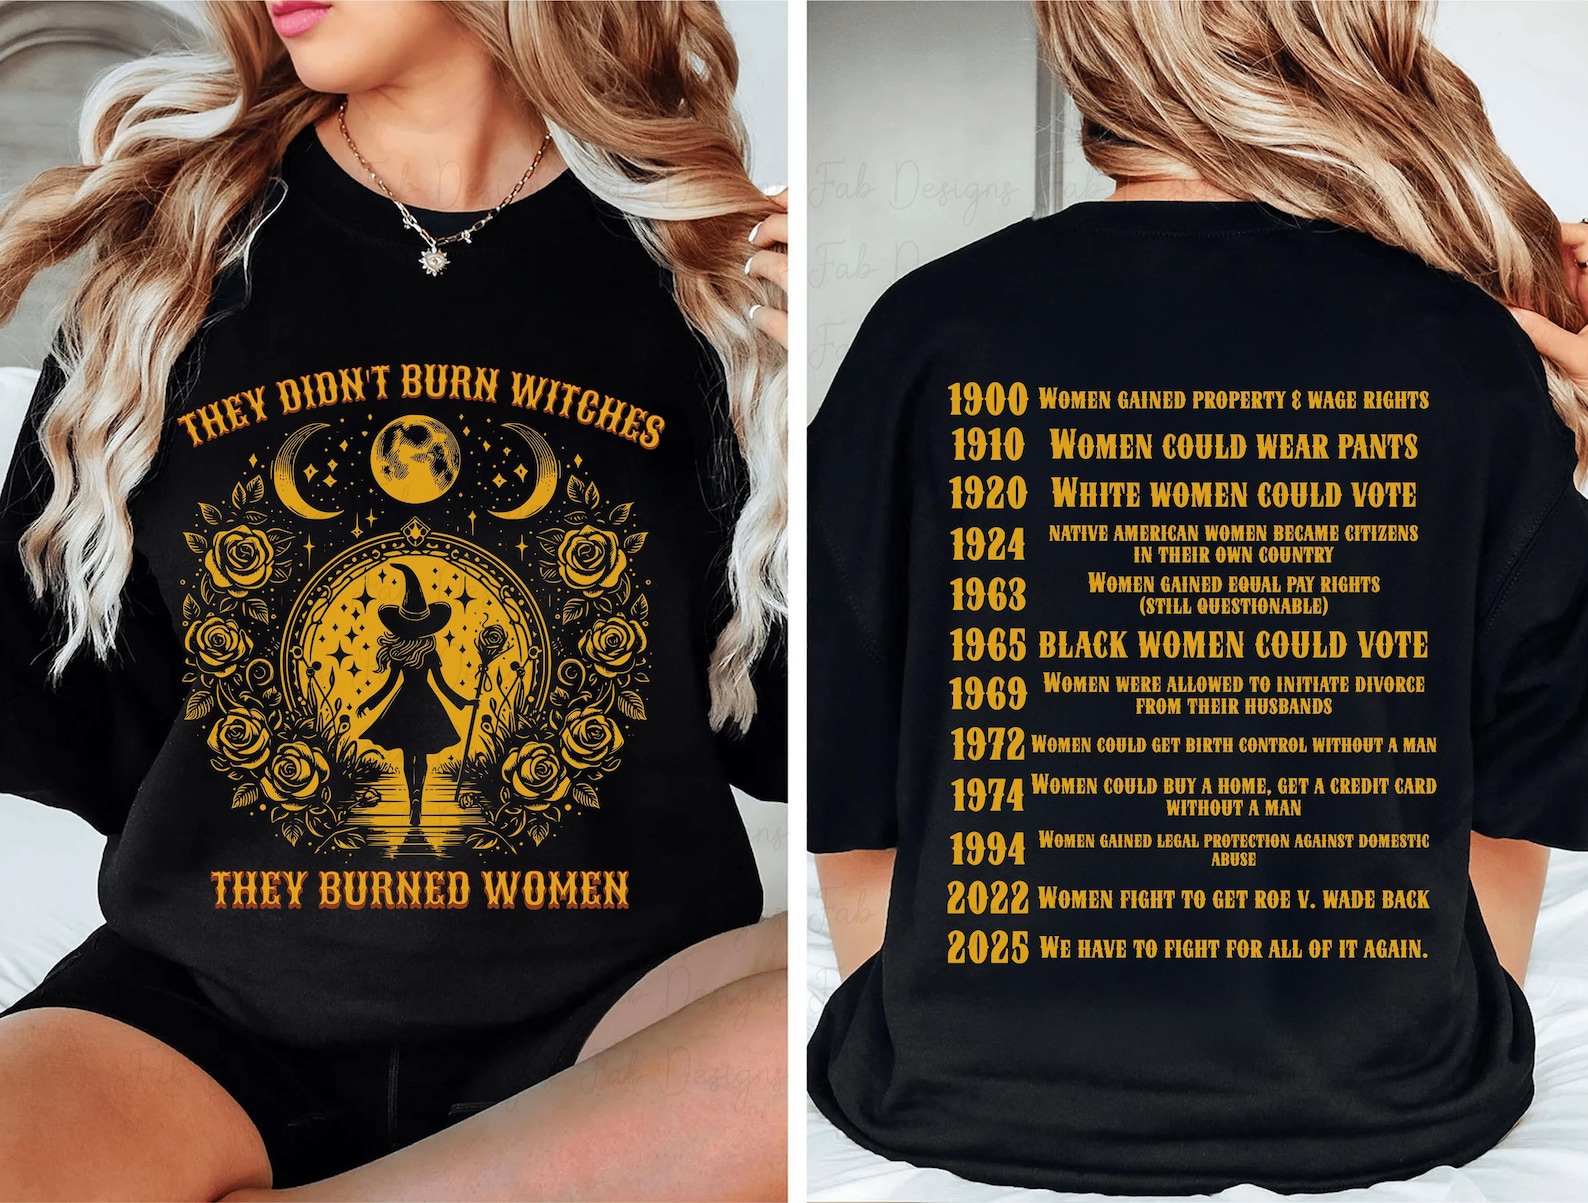 THEY DIDN'T BURN WITCHES
THEY BURNED WOMEN
1900 WOMEN GAINED PROPERTY & WAGE RIGHTS
1910 WOMEN COULD WEAR PANTS
1920 WHITE WOMEN COULD VOTE
1924 NATIVE AMERICAN WOMEN BECAME CITIZENS
IN THEIR OWN COUNTRY
1963 WOMEN GAINED EQUAL PAY RIGHTS
(STILL QUESTIONABLE)
1965 BLACK WOMEN COULD VOTE
1969 WOMEN WERE ALLOWED TO INITIATE DIVORCE
FROM THEIR HUSBANDS
1972 WOMEN COULD GET BIRTH CONTROL WITHOUT A MAN
1974 WOMEN COULD BUY A HOME, GET A CREDIT CARD
WITHOUT A MAN
1994 WOMEN GAINED LEGAL PROTECTION AGAINST DOMESTIC
ABUSE
2022 WOMEN FIGHT TO GET ROE V. WADE BACK
2025 WE HAVE TO FIGHT FOR ALL OF IT AGAIN.
Fab Designs